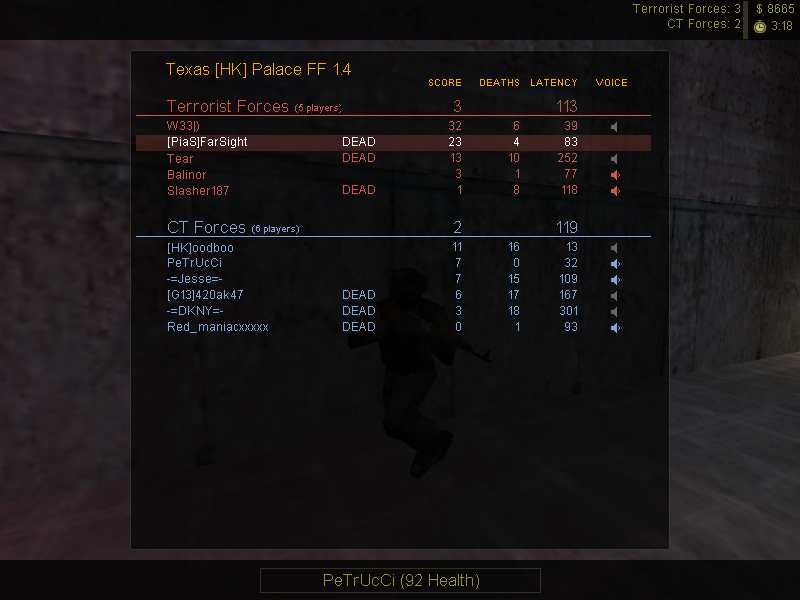 Terrorist Forces: 3 $ 8665
CT Forces: 2 3:18
Texas [HK] Palace FF 1.4
SCORE DEATHS LATENCY VOICE
Terrorist Forces (5 players) 3 113
W33|) 32 6 39
[PiaS]FarSight DEAD 23 4 83
Tear DEAD 13 10 252
Balinor 3 1 77
Slasher187 DEAD 1 8 118
CT Forces (6 players) 2 119
[HK]oodboo 11 16 13
PeTrUcCi 7 0 32
-=Jesse=- 7 15 109
[G13]420ak47 DEAD 6 17 167
-=DKNY=- DEAD 3 18 301
Red_maniacxxxxx DEAD 0 1 93
PeTrUcCi (92 Health)